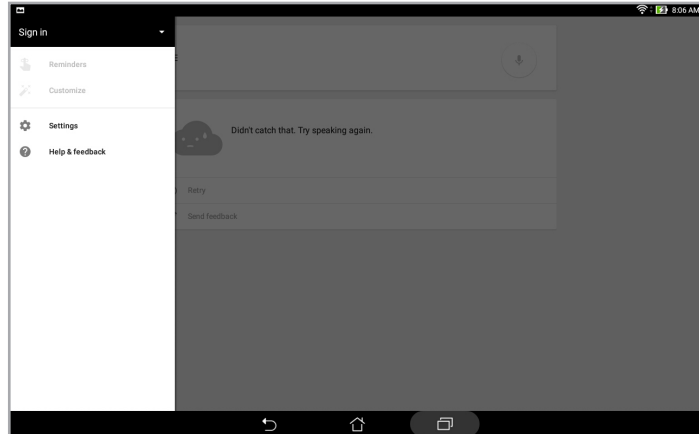 8:06 AM
Sign in
Reminders
Customize
Settings
Help & feedback
Didn't catch that. Try speaking again.
Retry
Send feedback